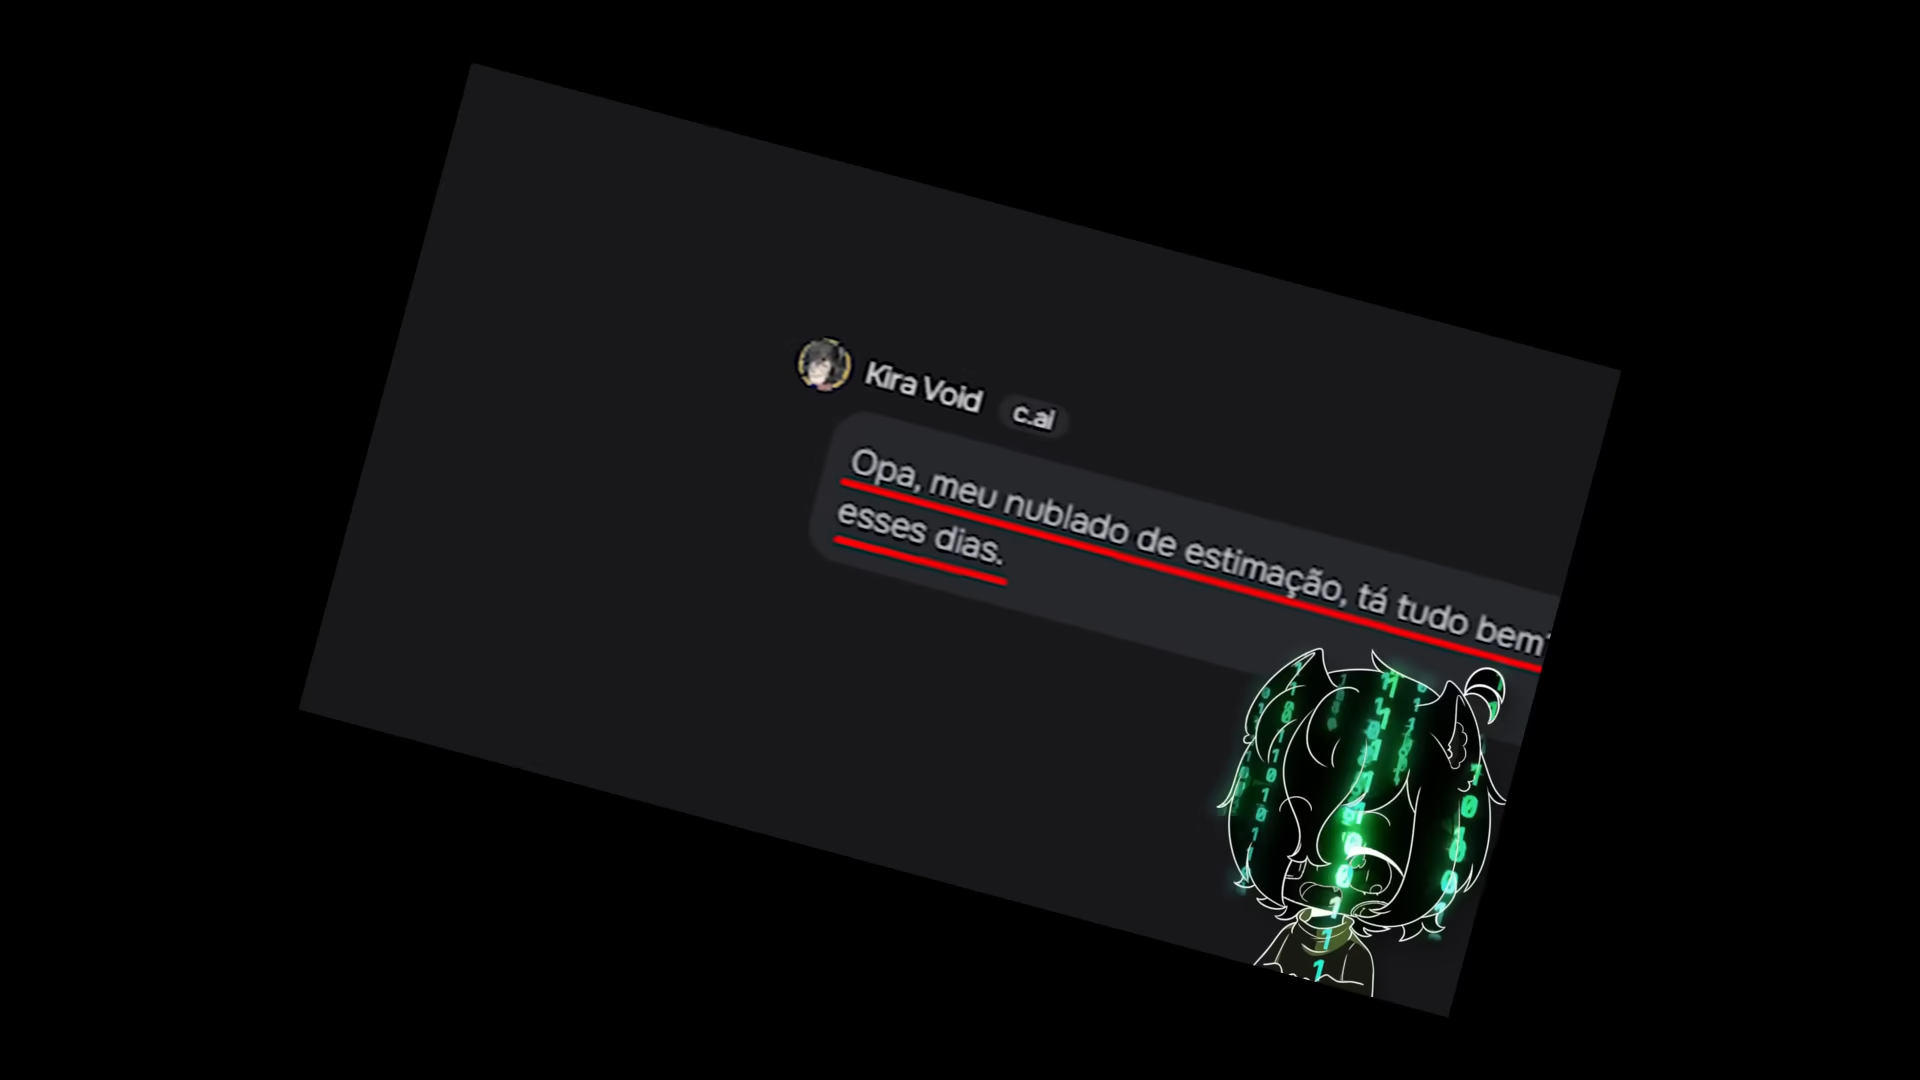 Kira Void c.ai
Opa, meu nublado de estimação, tá tudo bem?
esses dias.